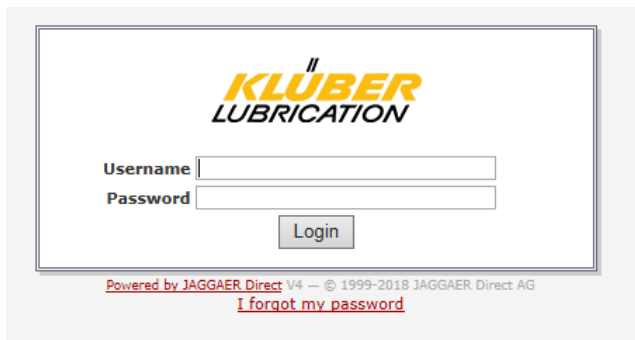 KLÜBER
LUBRICATION
Username
Password
Login
Powered by JAGGAER Direct V4 — © 1999-2018 JAGGAER Direct AG
I forgot my password